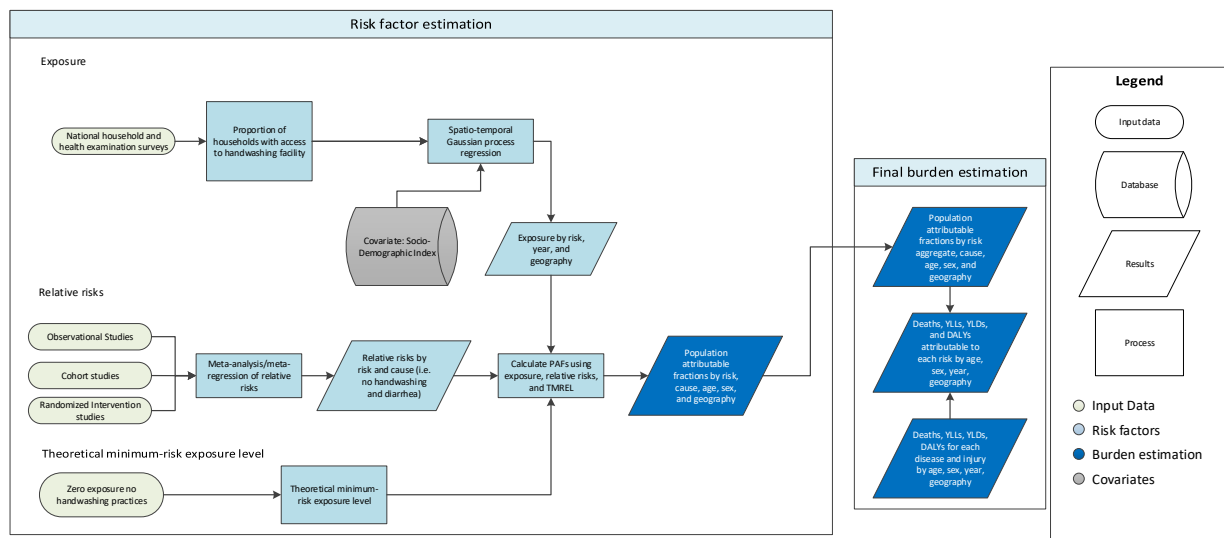 Risk factor estimation
Exposure
National household and
health examination surveys
Proportion of
households with access
to handwashing facility
Spatio-temporal
Gaussian process
regression
Covariate: Socio-
Demographic Index
Exposure by risk,
year, and
geography
Relative risks
Observational Studies
Cohort studies
Randomized Intervention
studies
Meta-analysis/meta-
regression of relative
risks
Relative risks by
risk and cause (i.e.
no handwashing
and diarrhea)
Calculate PAFs using
exposure, relative risks,
and TMREL
Population
attributable
fractions by risk,
cause, age, sex,
and geography
Theoretical minimum-risk exposure level
Zero exposure no
handwashing practices
Theoretical minimum-
risk exposure level
Final burden estimation
Population
attributable
fractions by risk
aggregate, cause,
age, sex, and
geography
Deaths, YLLs, YLDs,
and DALYs
attributable to
each risk by age,
sex, year,
geography
Deaths, YLLs, YLDs,
DALYs for each
disease and injury
by age, sex, year,
geography
Legend
Input data
Database
Results
Process
Input Data
Risk factors
Burden estimation
Covariates